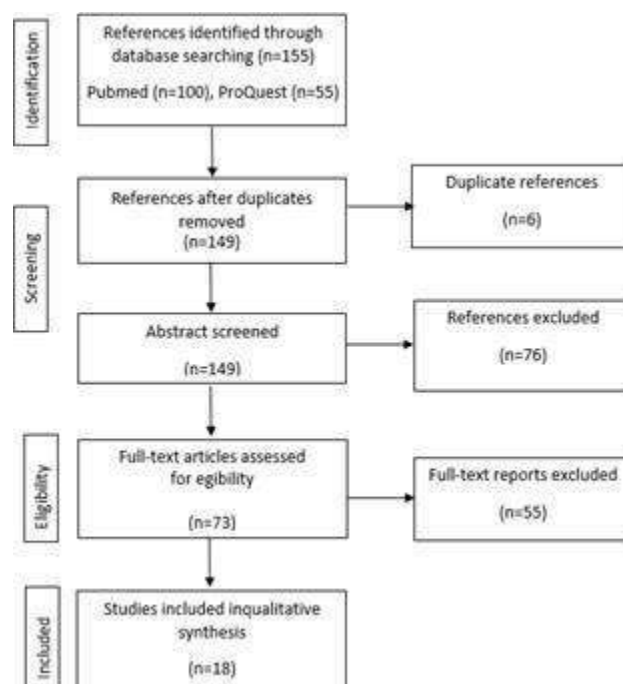 Identification
References identified through
database searching (n=155)
Pubmed (n=100), ProQuest (n=55)
Screening
References after duplicates
removed
(n=149)
Duplicate references
(n=6)
Abstract screened
(n=149)
References excluded
(n=76)
Eligibility
Full-text articles assessed
for egibility
(n=73)
Full-text reports excluded
(n=55)
Included
Studies included inqualitative
synthesis
(n=18)